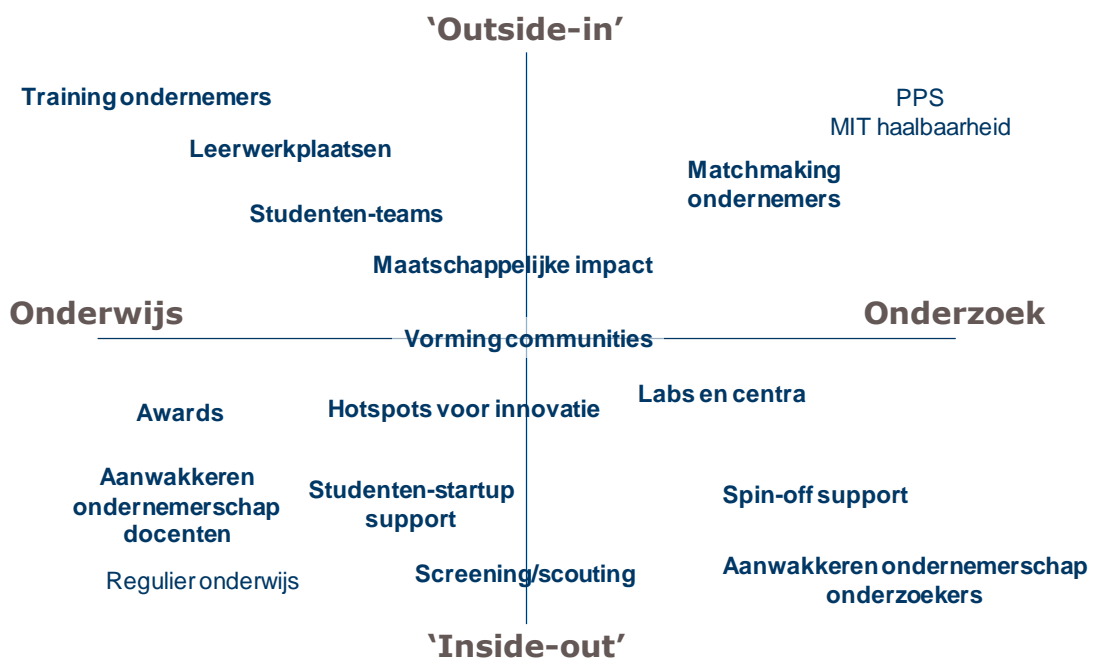 ‘Outside-in’
Training ondernemers
PPS
MIT haalbaarheid
Leerwerkplaatsen
Matchmaking
ondernemers
Studenten-teams
Maatschappelijke impact
Onderwijs
Onderzoek
Vorming communities
Labs en centra
Awards
Hotspots voor innovatie
Aanwakkeren
ondernemerschap
docenten
Studenten-startup
support
Spin-off support
Regulier onderwijs
Screening/scouting
Aanwakkeren ondernemerschap
onderzoekers
‘Inside-out’